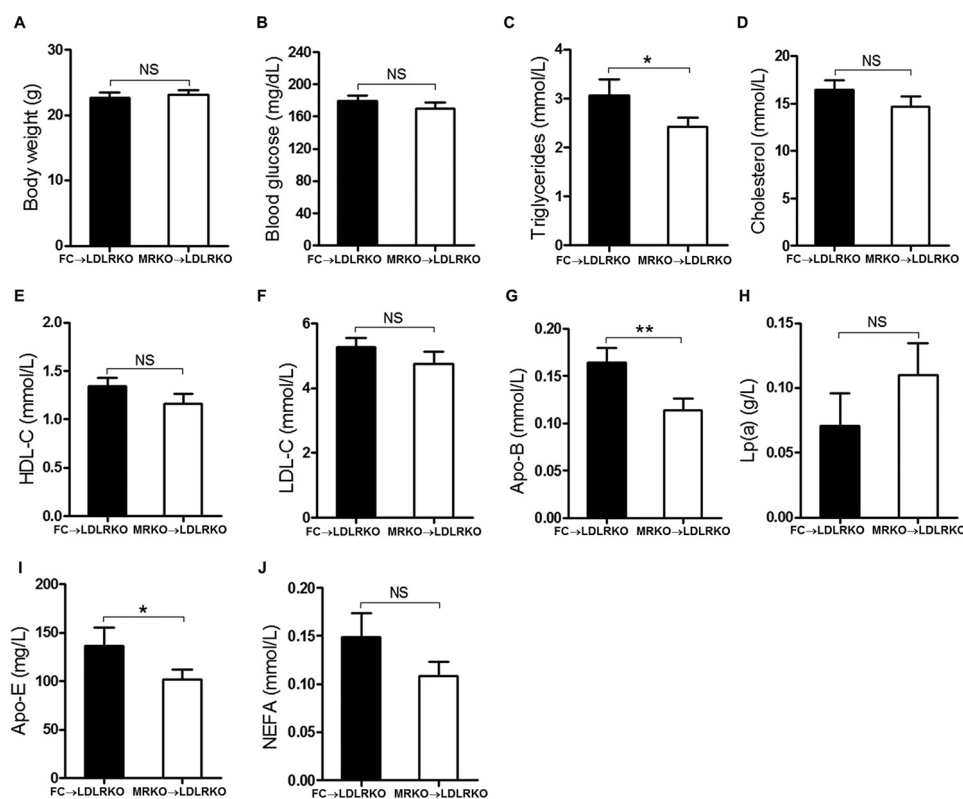 A
Body weight (g)
30
20
10
0
NS
FC→LDLRKO MRKO→LDLRKO
B
Blood glucose (mg/dL)
240
200
160
120
80
40
0
NS
FC→LDLRKO MRKO→LDLRKO
C
Triglycerides (mmol/L)
4
3
2
1
0
*
FC→LDLRKO MRKO→LDLRKO
D
Cholesterol (mmol/L)
20
15
10
5
0
NS
FC→LDLRKO MRKO→LDLRKO
E
HDL-C (mmol/L)
2.0
1.5
1.0
0.5
0.0
NS
FC→LDLRKO MRKO→LDLRKO
F
LDL-C (mmol/L)
6
4
2
0
NS
FC→LDLRKO MRKO→LDLRKO
G
Apo-B (mmol/L)
0.20
0.15
0.10
0.05
0.00
**
FC→LDLRKO MRKO→LDLRKO
H
Lp(a) (g/L)
0.15
0.10
0.05
0.00
NS
FC→LDLRKO MRKO→LDLRKO
I
Apo-E (mg/L)
200
150
100
50
0
*
FC→LDLRKO MRKO→LDLRKO
J
NEFA (mmol/L)
0.20
0.15
0.10
0.05
0.00
NS
FC→LDLRKO MRKO→LDLRKO